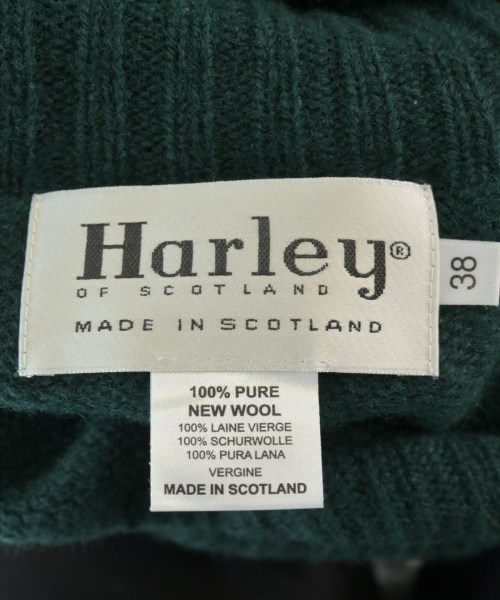 Harley®
OF SCOTLAND
MADE IN SCOTLAND
38
100% PURE
NEW WOOL
100% LAINE VIERGE
100% SCHURWOLLE
100% PURA LANA
VERGINE
MADE IN SCOTLAND